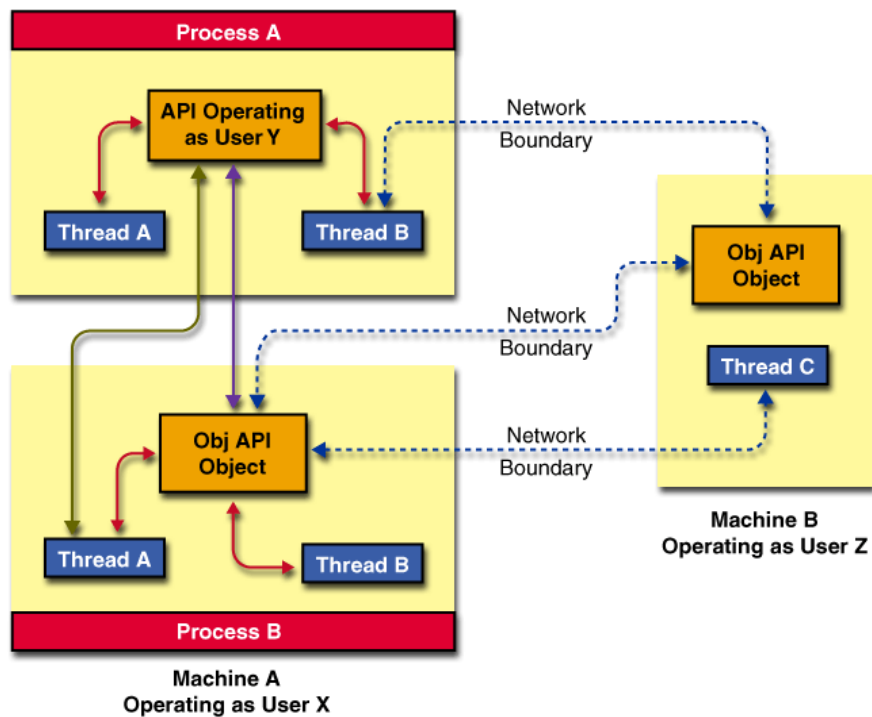 Process A
API Operating
as User Y
Thread A
Thread B
Network
Boundary
Obj API
Object
Thread C
Machine B
Operating as User Z
Network
Boundary
Network
Boundary
Obj API
Object
Thread A
Thread B
Process B
Machine A
Operating as User X